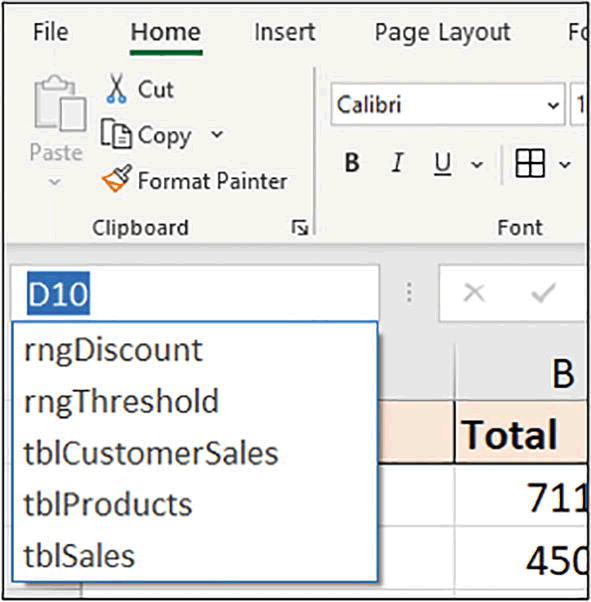 File Home Insert Page Layout Fo
Cut
Calibri 1
Copy
Paste
B I U
Format Painter
Clipboard Font
D10
rngDiscount
B
rngThreshold
Total
tblCustomerSales
tblProducts 711
tblSales 450